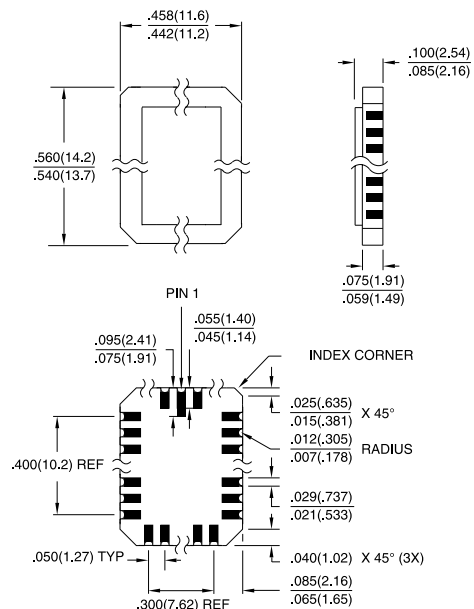 .458(11.6)
.442(11.2)
.100(2.54)
.085(2.16)
.560(14.2)
.540(13.7)
.075(1.91)
.059(1.49)
PIN 1
.055(1.40)
.045(1.14)
.095(2.41)
.075(1.91)
INDEX CORNER
.025(.635)
.015(.381)
X 45°
.012(.305)
.007(.178)
RADIUS
.400(10.2) REF
.029(.737)
.021(.533)
.050(1.27) TYP
.040(1.02) X 45° (3X)
.085(2.16)
.065(1.65)
.300(7.62) REF